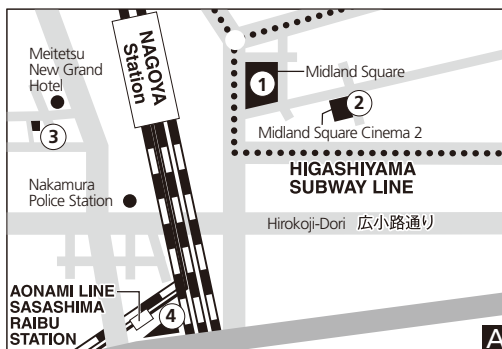 Meitetsu
New Grand
Hotel
NAGOYA
Station
1
Midland Square
2
Midland Square Cinema 2
3
HIGASHIYAMA
SUBWAY LINE
Nakamura
Police Station
Hirokoji-Dori 広小路通り
AONAMI LINE
SASASHIMA
RAIBU
STATION
4
A